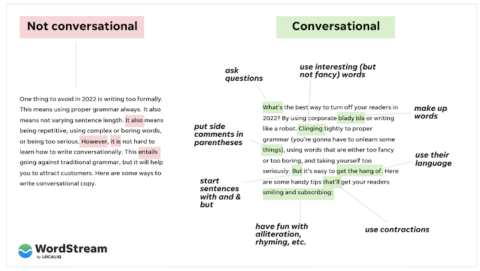 Not conversational
One thing to avoid in 2022 is writing too formally.
This means using proper grammar always. It also
means not varying sentence length. It also means
being repetitive, using complex or boring words,
or being too serious. However, it is not hard to
learn how to write conversationally. This entails
going against traditional grammar, but it will help
you to attract customers. Here are some ways to
write conversational copy.
Conversational
ask
questions
use interesting (but
not fancy) words
make up
words
put side
comments in
parentheses
use their
language
start
sentences
with and &
but
have fun with
alliteration,
rhyming, etc.
use contractions
What's the best way to turn off your readers in
2022? By using corporate blady bla or writing
like a robot. Clinging tightly to proper
grammar (you're gonna have to unlearn some
things), using words that are either too fancy
or too boring, and taking yourself too
seriously. But it's easy to get the hang of. Here
are some handy tips that'll get your readers
smiling and subscribing:
WordStream
by LOCALiQ